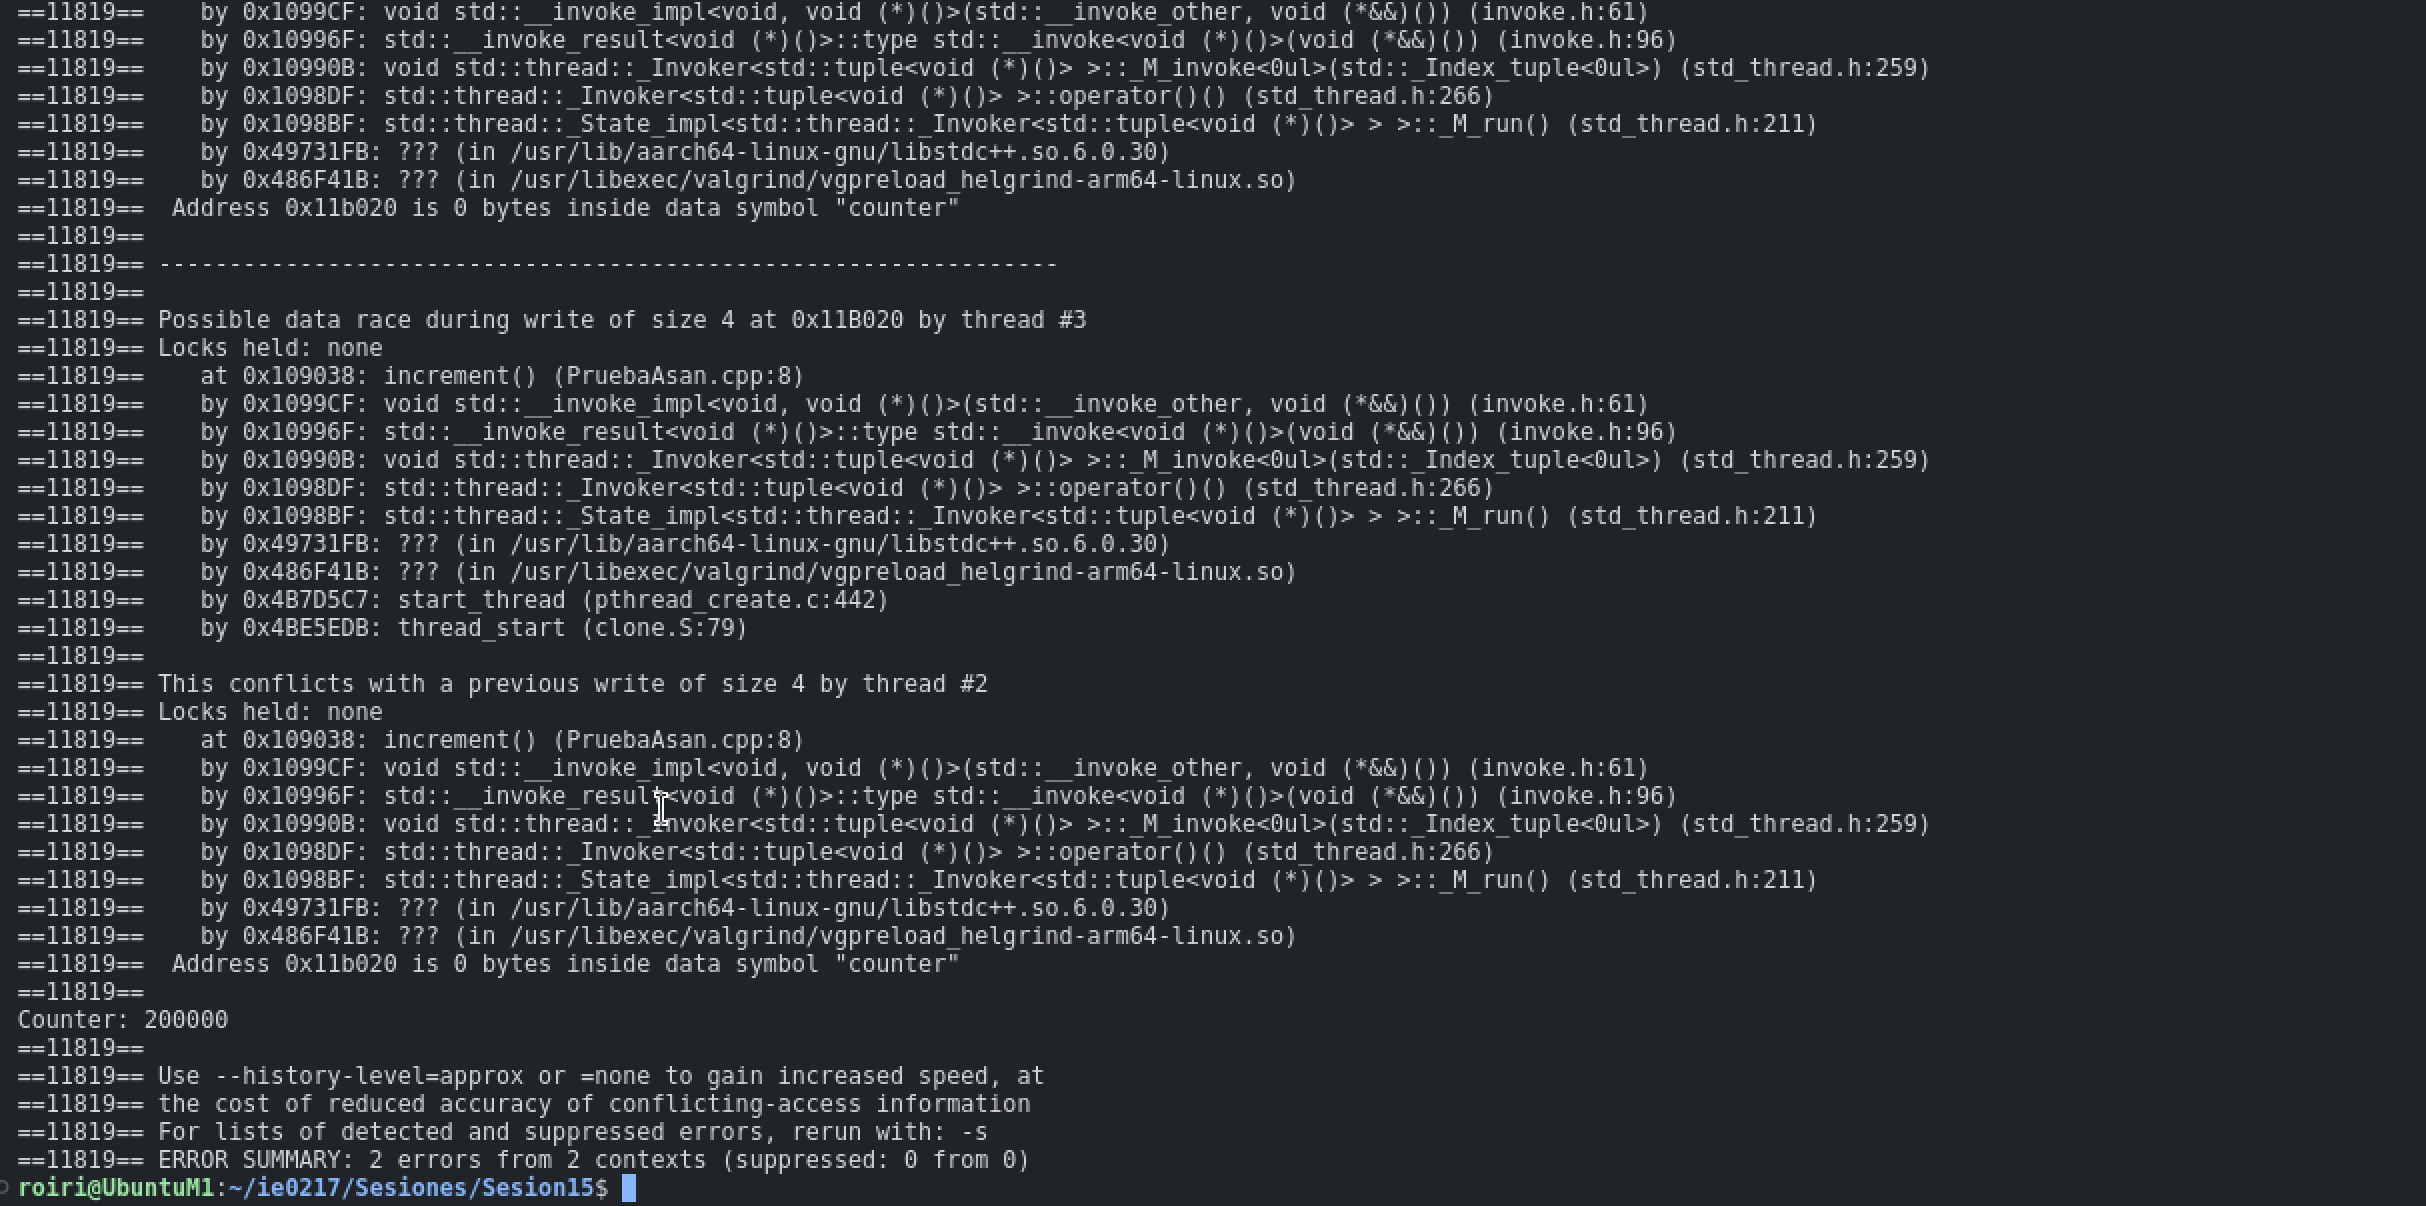 ==11819==    by 0x1099CF: void std::__invoke_impl<void, void (*)()>(std::__invoke_other, void (*&&)()) (invoke.h:61)
==11819==    by 0x10996F: std::__invoke_result<void (*)()>::type std::__invoke<void (*)()>(void (*&&)()) (invoke.h:96)
==11819==    by 0x10990B: void std::thread::_Invoker<std::tuple<void (*)()> >::_M_invoke<0ul>(std::_Index_tuple<0ul>) (std_thread.h:259)
==11819==    by 0x1098DF: std::thread::_Invoker<std::tuple<void (*)()> >::operator()() (std_thread.h:266)
==11819==    by 0x1098BF: std::thread::_State_impl<std::thread::_Invoker<std::tuple<void (*)()> > >::_M_run() (std_thread.h:211)
==11819==    by 0x49731FB: ??? (in /usr/lib/aarch64-linux-gnu/libstdc++.so.6.0.30)
==11819==    by 0x486F41B: ??? (in /usr/libexec/valgrind/vgpreload_helgrind-arm64-linux.so)
==11819==  Address 0x11b020 is 0 bytes inside data symbol "counter"
==11819==
==11819== ----------------------------------------------------------------
==11819==
==11819== Possible data race during write of size 4 at 0x11B020 by thread #3
==11819== Locks held: none
==11819==    at 0x109038: increment() (PruebaAsan.cpp:8)
==11819==    by 0x1099CF: void std::__invoke_impl<void, void (*)()>(std::__invoke_other, void (*&&)()) (invoke.h:61)
==11819==    by 0x10996F: std::__invoke_result<void (*)()>::type std::__invoke<void (*)()>(void (*&&)()) (invoke.h:96)
==11819==    by 0x10990B: void std::thread::_Invoker<std::tuple<void (*)()> >::_M_invoke<0ul>(std::_Index_tuple<0ul>) (std_thread.h:259)
==11819==    by 0x1098DF: std::thread::_Invoker<std::tuple<void (*)()> >::operator()() (std_thread.h:266)
==11819==    by 0x1098BF: std::thread::_State_impl<std::thread::_Invoker<std::tuple<void (*)()> > >::_M_run() (std_thread.h:211)
==11819==    by 0x49731FB: ??? (in /usr/lib/aarch64-linux-gnu/libstdc++.so.6.0.30)
==11819==    by 0x486F41B: ??? (in /usr/libexec/valgrind/vgpreload_helgrind-arm64-linux.so)
==11819==    by 0x4B7D5C7: start_thread (pthread_create.c:442)
==11819==    by 0x4BE5EDB: thread_start (clone.S:79)
==11819==
==11819== This conflicts with a previous write of size 4 by thread #2
==11819== Locks held: none
==11819==    at 0x109038: increment() (PruebaAsan.cpp:8)
==11819==    by 0x1099CF: void std::__invoke_impl<void, void (*)()>(std::__invoke_other, void (*&&)()) (invoke.h:61)
==11819==    by 0x10996F: std::__invoke_result<void (*)()>::type std::__invoke<void (*)()>(void (*&&)()) (invoke.h:96)
==11819==    by 0x10990B: void std::thread::_Invoker<std::tuple<void (*)()> >::_M_invoke<0ul>(std::_Index_tuple<0ul>) (std_thread.h:259)
==11819==    by 0x1098DF: std::thread::_Invoker<std::tuple<void (*)()> >::operator()() (std_thread.h:266)
==11819==    by 0x1098BF: std::thread::_State_impl<std::thread::_Invoker<std::tuple<void (*)()> > >::_M_run() (std_thread.h:211)
==11819==    by 0x49731FB: ??? (in /usr/lib/aarch64-linux-gnu/libstdc++.so.6.0.30)
==11819==    by 0x486F41B: ??? (in /usr/libexec/valgrind/vgpreload_helgrind-arm64-linux.so)
==11819==  Address 0x11b020 is 0 bytes inside data symbol "counter"
==11819==
Counter: 200000
==11819==
==11819== Use --history-level=approx or =none to gain increased speed, at
==11819== the cost of reduced accuracy of conflicting-access information
==11819== For lists of detected and suppressed errors, rerun with: -s
==11819== ERROR SUMMARY: 2 errors from 2 contexts (suppressed: 0 from 0)
roiri@UbuntuM1:~/ie0217/Sesiones/Sesion15$